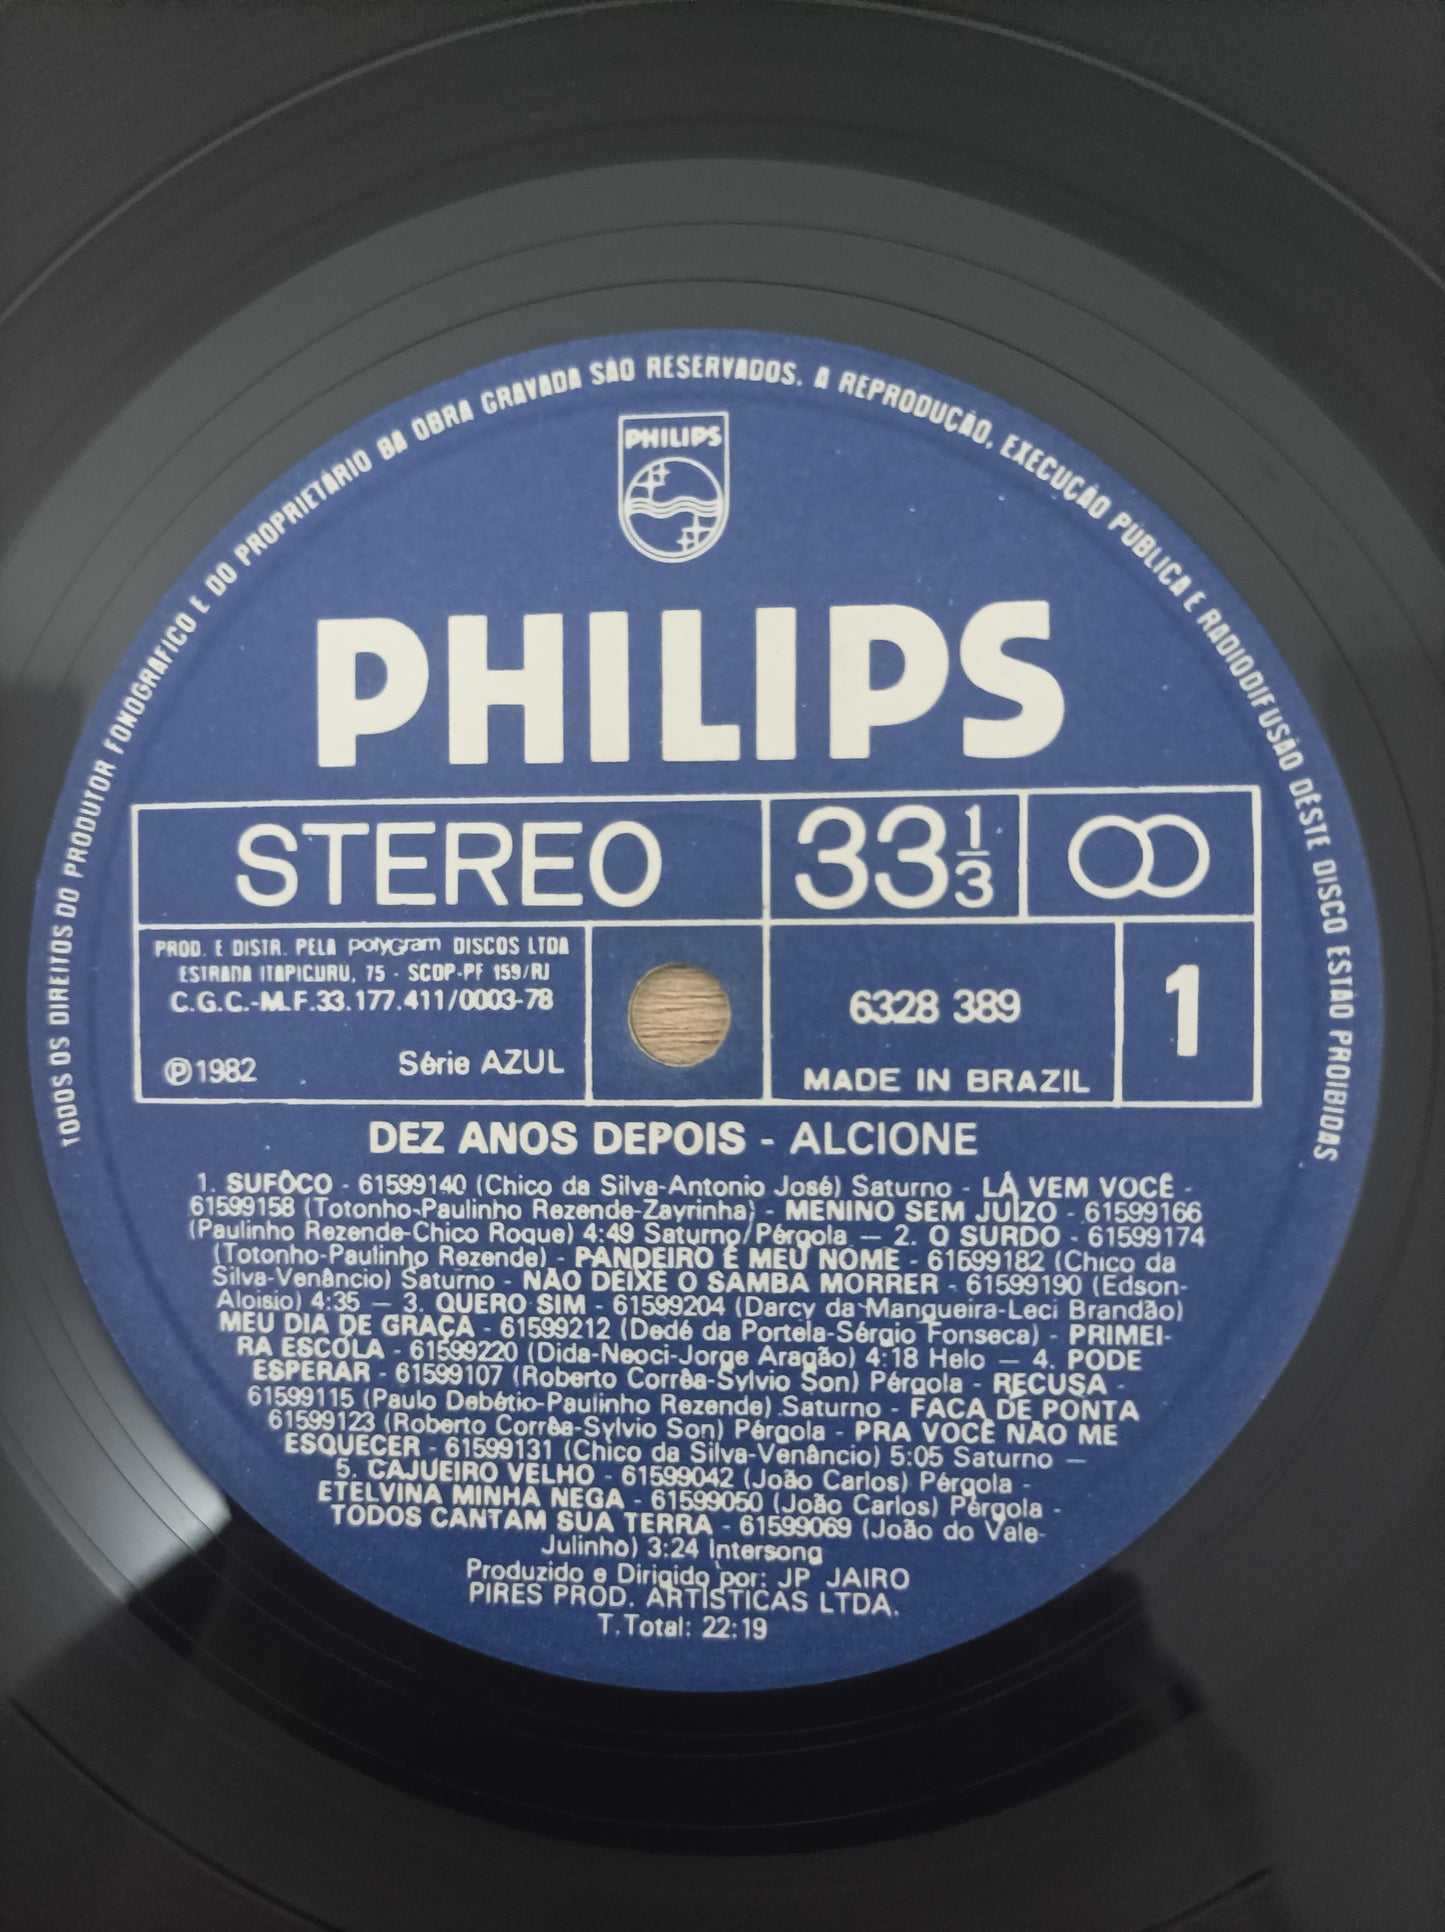 TODOS OS DIREITOS DO PRODUTOR FONOGRAFICO E DO PROPRIETÁRIO DA OBRA GRAVADA SÃO RESERVADOS. A REPRODUÇÃO, EXECUÇÃO PÚBLICA E RADIODIFUSÃO DESTE DISCO ESTÃO PROIBIDAS
PHILIPS
PHILIPS
STEREO
33 1/3
PROD. E DISTR. PELA PolyGram DISCOS LTDA
ESTRADA ITAPICURU, 75 - SCDP-PF 159/RJ
C.G.C.-M.F.33.177.411/0003-78
℗1982 Série AZUL
6328 389
MADE IN BRAZIL
1
DEZ ANOS DEPOIS - ALCIONE
1. SUFÔCO - 61599140 (Chico da Silva-Antonio José) Saturno - LÁ VEM VOCÊ -
61599158 (Totonho-Paulinho Rezende-Zayrinha) - MENINO SEM JUÍZO - 61599166
(Paulinho Rezende-Chico Roque) 4:49 Saturno/Pérgola — 2. O SURDO - 61599174
(Totonho-Paulinho Rezende) - PANDEIRO É MEU NOME - 61599182 (Chico da
Silva-Venâncio) Saturno - NÃO DEIXE O SAMBA MORRER - 61599190 (Edson-
Aloisio) 4:35 — 3. QUERO SIM - 61599204 (Darcy da Mangueira-Leci Brandão)
MEU DIA DE GRAÇA - 61599212 (Dedé da Portela-Sérgio Fonseca) - PRIMEI-
RA ESCOLA - 61599220 (Dida-Neoci-Jorge Aragão) 4:18 Helo — 4. PODE
ESPERAR - 61599107 (Roberto Corrêa-Sylvio Son) Pérgola - RECUSA -
61599115 (Paulo Debétio-Paulinho Rezende) Saturno - FACA DE PONTA
61599123 (Roberto Corrêa-Sylvio Son) Pérgola - PRA VOCÊ NÃO ME
ESQUECER - 61599131 (Chico da Silva-Venâncio) 5:05 Saturno —
5. CAJUEIRO VELHO - 61599042 (João Carlos) Pérgola -
ETELVINA MINHA NEGA - 61599050 (João Carlos) Pérgola -
TODOS CANTAM SUA TERRA - 61599069 (João do Vale-
Julinho) 3:24 Intersong
Produzido e Dirigido por: JP JAIRO
PIRES PROD. ARTÍSTICAS LTDA.
T.Total: 22:19